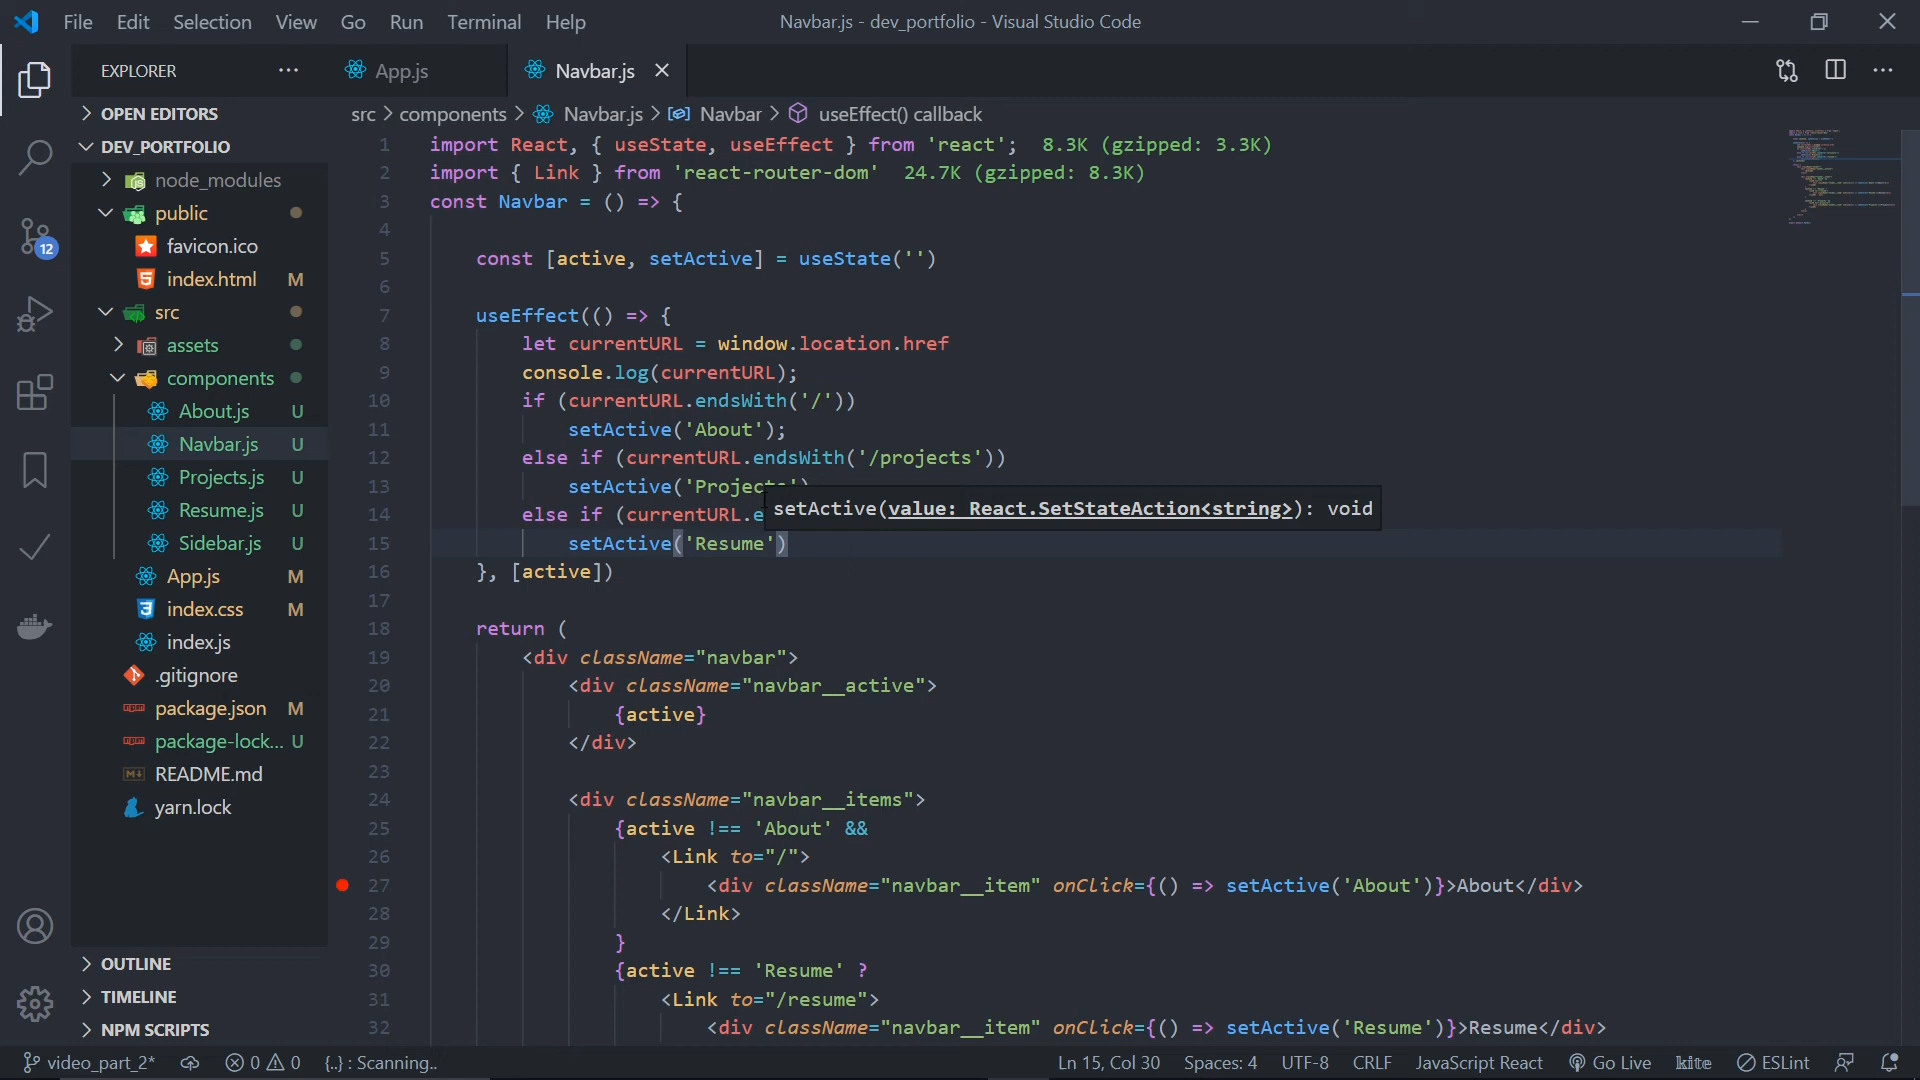 File Edit Selection View Go Run Terminal Help
Navbar.js - dev_portfolio - Visual Studio Code
EXPLORER
App.js
Navbar.js
OPEN EDITORS
DEV_PORTFOLIO
node_modules
public
favicon.ico
index.html M
src
assets
components
About.js U
Navbar.js U
Projects.js U
Resume.js U
Sidebar.js U
App.js M
index.css M
index.js
.gitignore
package.json M
package-lock... U
README.md
yarn.lock
OUTLINE
TIMELINE
NPM SCRIPTS
12
src > components > Navbar.js > Navbar > useEffect() callback
1 import React, { useState, useEffect } from 'react'; 8.3K (gzipped: 3.3K)
2 import { Link } from 'react-router-dom' 24.7K (gzipped: 8.3K)
3 const Navbar = () => {
4
5 const [active, setActive] = useState('')
6
7 useEffect(() => {
8 let currentURL = window.location.href
9 console.log(currentURL);
10 if (currentURL.endsWith('/'))
11 setActive('About');
12 else if (currentURL.endsWith('/projects'))
13 setActive('Projects')
14 else if (currentURL.e
setActive(value: React.SetStateAction<string>): void
15 setActive('Resume')
16 }, [active])
17
18 return (
19 <div className="navbar">
20 <div className="navbar__active">
21 {active}
22 </div>
23
24 <div className="navbar__items">
25 {active !== 'About' &&
26 <Link to="/">
27 <div className="navbar__item" onClick={() => setActive('About')}>About</div>
28 </Link>
29 }
30 {active !== 'Resume' ?
31 <Link to="/resume">
32 <div className="navbar__item" onClick={() => setActive('Resume')}>Resume</div>
video_part_2* 0 0 {..} : Scanning.. Ln 15, Col 30 Spaces: 4 UTF-8 CRLF JavaScript React Go Live kite ESLint